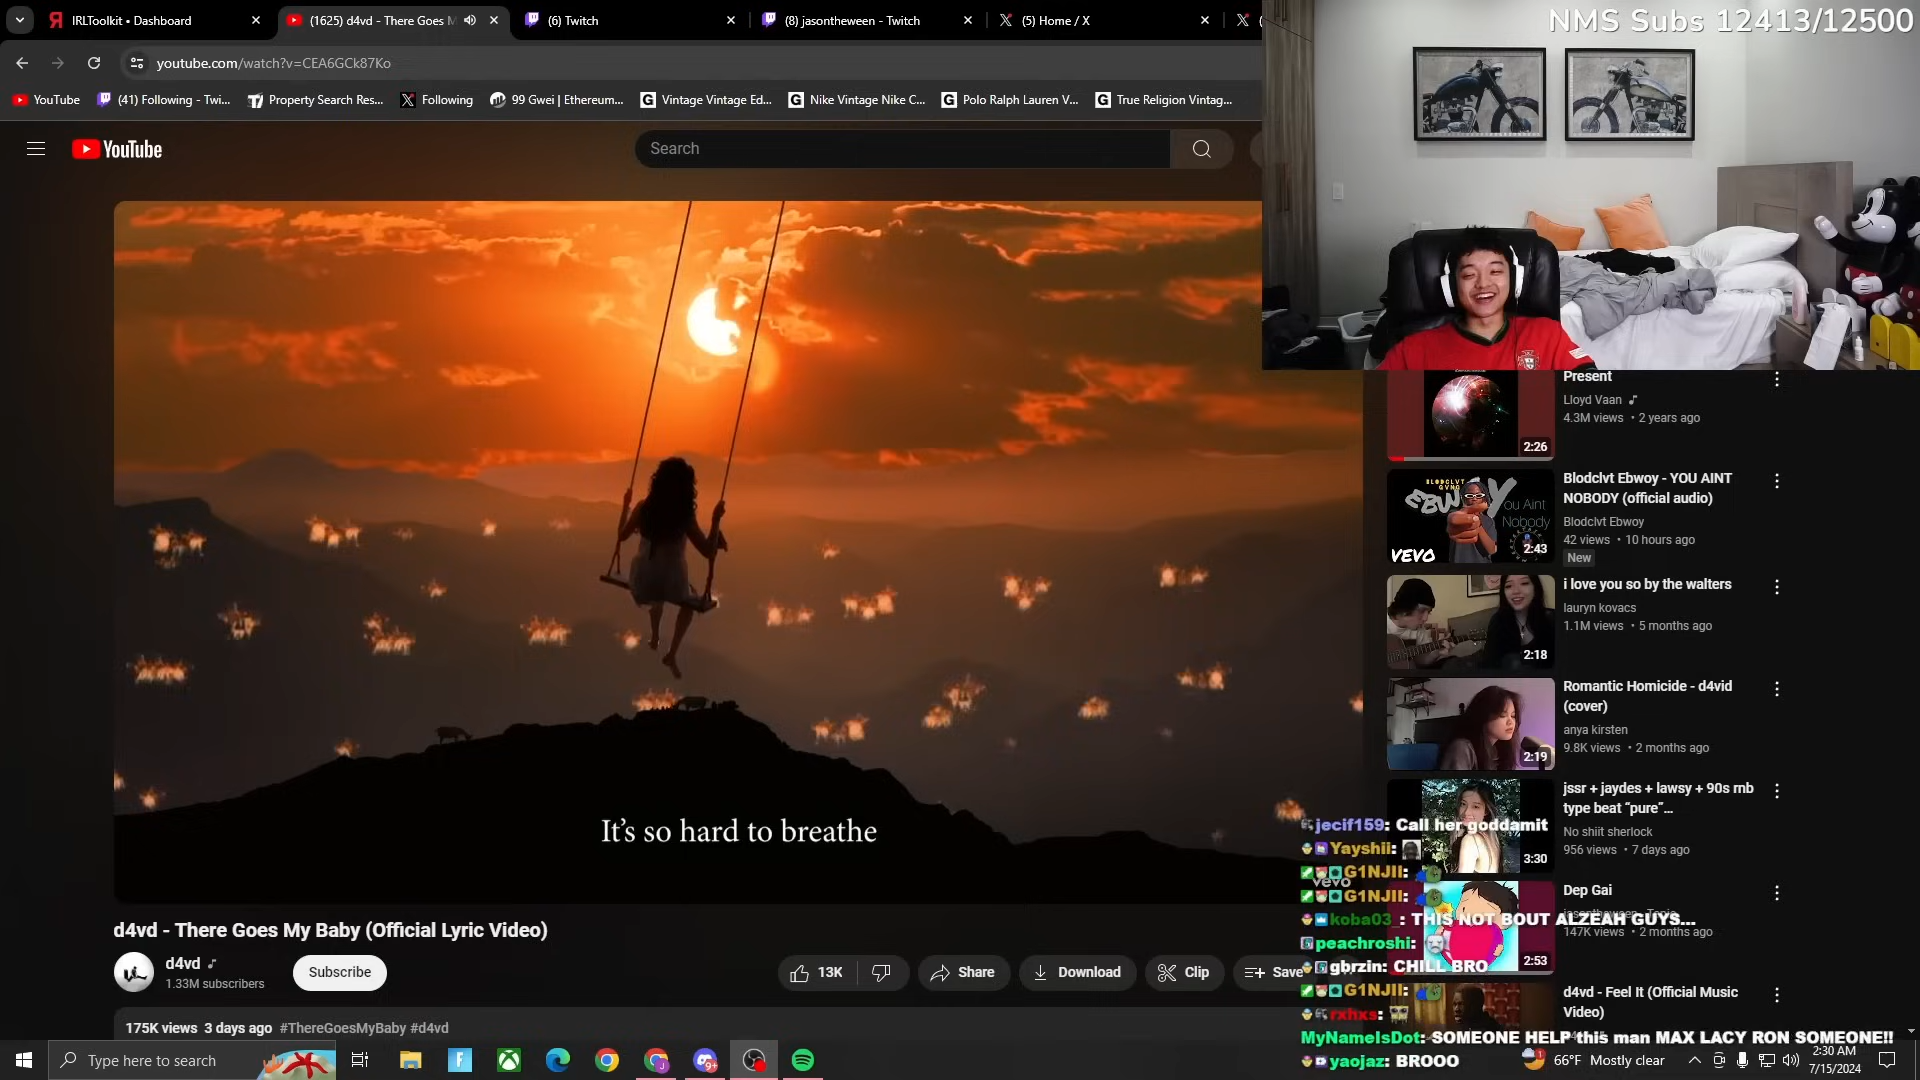 IRLToolkit • Dashboard
(1625) d4vd - There Goes M
(6) Twitch
(8) jasontheween - Twitch
(5) Home / X
NMS Subs 12413/12500
youtube.com/watch?v=CEA6GCk87Ko
YouTube
(41) Following - Twi...
Property Search Res...
Following
99 Gwei | Ethereum...
Vintage Vintage Ed...
Nike Vintage Nike C...
Polo Ralph Lauren V...
True Religion Vintag...
YouTube
Search
Present
Lloyd Vaan
4.3M views • 2 years ago
2:26
Blodclvt Ebwoy - YOU AINT
NOBODY (official audio)
Blodclvt Ebwoy
42 views • 10 hours ago
New
You Aint
Nobody
VEVO
2:43
i love you so by the walters
lauryn kovacs
1.1M views • 5 months ago
2:18
Romantic Homicide - d4vid
(cover)
anya kirsten
9.8K views • 2 months ago
2:19
jssr + jaydes + lawsy + 90s rnb
type beat “pure”...
No shiit sherlock
956 views • 7 days ago
3:30
Dep Gai
147K views • 2 months ago
2:53
d4vd - Feel It (Official Music
Video)
It's so hard to breathe
vevo
jecif159: Call her goddamit
Yayshii:
G1NJII:
G1NJII:
koba03_: THIS NOT BOUT ALZEAH GUYS...
peachroshi:
gbrzin: CHILL BRO
G1NJII:
rxhxs:
MyNameIsDot: SOMEONE HELP this man MAX LACY RON SOMEONE!!
yaojaz: BROOO
d4vd - There Goes My Baby (Official Lyric Video)
d4vd
1.33M subscribers
Subscribe
13K
Share
Download
Clip
Save
175K views 3 days ago #ThereGoesMyBaby #d4vd
Type here to search
9+
66°F Mostly clear
2:30 AM
7/15/2024